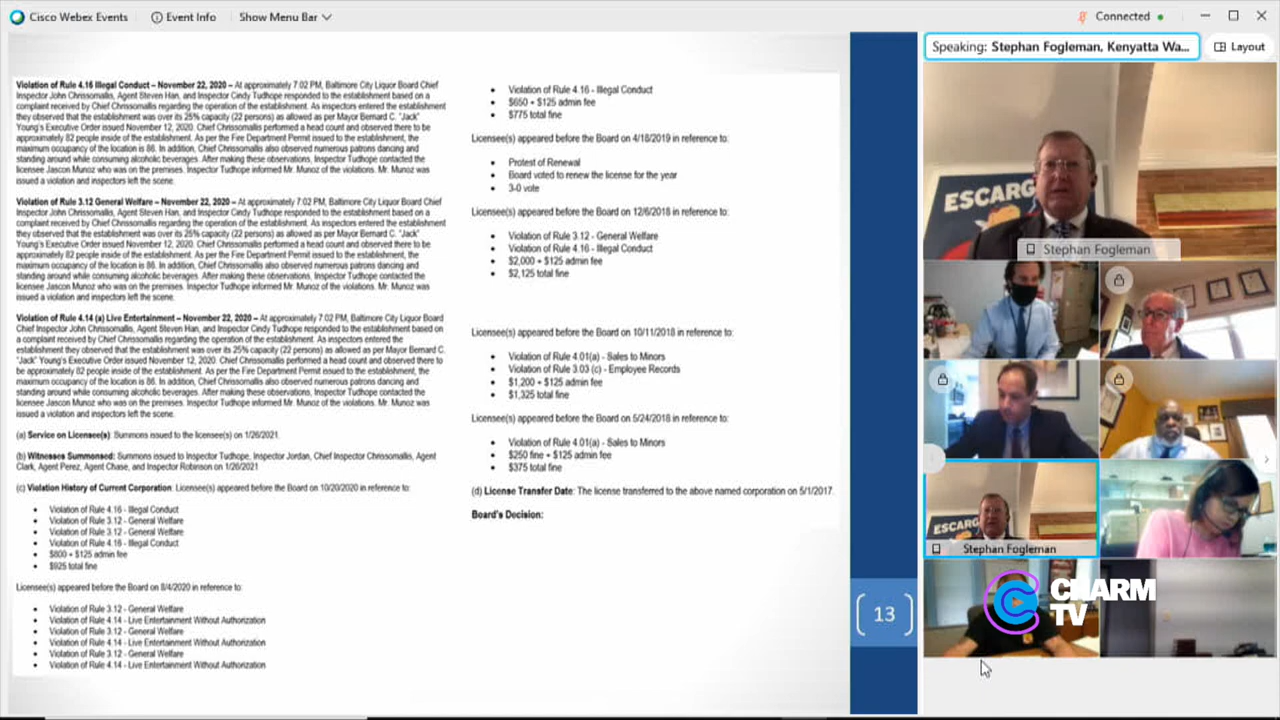 Cisco Webex Events
Event Info
Show Menu Bar
Connected
Violation of Rule 4.16 Illegal Conduct – November 22, 2020 – At approximately 7:02 PM, Baltimore City Liquor Board Chief
Inspector John Chrissomallis, Agent Steven Han, and Inspector Cindy Tudhope responded to the establishment based on a
complaint received by Chief Chrissomallis regarding the operation of the establishment. As inspectors entered the establishment
they observed that the establishment was over its 25% capacity (22 persons) as allowed as per Mayor Bernard C. "Jack"
Young's Executive Order issued November 12, 2020. Chief Chrissomallis performed a head count and observed there to be
approximately 82 people inside of the establishment. As per the Fire Department Permit issued to the establishment, the
maximum occupancy of the location is 86. In addition, Chief Chrissomallis also observed numerous patrons dancing and
standing around while consuming alcoholic beverages. After making these observations, Inspector Tudhope contacted the
licensee Jascon Munoz who was on the premises. Inspector Tudhope informed Mr. Munoz of the violations. Mr. Munoz was
issued a violation and inspectors left the scene.
Violation of Rule 3.12 General Welfare – November 22, 2020 – At approximately 7:02 PM, Baltimore City Liquor Board Chief
Inspector John Chrissomallis, Agent Steven Han, and Inspector Cindy Tudhope responded to the establishment based on a
complaint received by Chief Chrissomallis regarding the operation of the establishment. As inspectors entered the establishment
they observed that the establishment was over its 25% capacity (22 persons) as allowed as per Mayor Bernard C. "Jack"
Young's Executive Order issued November 12, 2020. Chief Chrissomallis performed a head count and observed there to be
approximately 82 people inside of the establishment. As per the Fire Department Permit issued to the establishment, the
maximum occupancy of the location is 86. In addition, Chief Chrissomallis also observed numerous patrons dancing and
standing around while consuming alcoholic beverages. After making these observations, Inspector Tudhope contacted the
licensee Jascon Munoz who was on the premises. Inspector Tudhope informed Mr. Munoz of the violations. Mr. Munoz was
issued a violation and inspectors left the scene.
Violation of Rule 4.14 (a) Live Entertainment – November 22, 2020 – At approximately 7:02 PM, Baltimore City Liquor Board
Chief Inspector John Chrissomallis, Agent Steven Han, and Inspector Cindy Tudhope responded to the establishment based on
a complaint received by Chief Chrissomallis regarding the operation of the establishment. As inspectors entered the
establishment they observed that the establishment was over its 25% capacity (22 persons) as allowed as per Mayor Bernard C.
"Jack" Young's Executive Order issued November 12, 2020. Chief Chrissomallis performed a head count and observed there to
be approximately 82 people inside of the establishment. As per the Fire Department Permit issued to the establishment, the
maximum occupancy of the location is 86. In addition, Chief Chrissomallis also observed numerous patrons dancing and
standing around while consuming alcoholic beverages. After making these observations, Inspector Tudhope contacted the
licensee Jascon Munoz who was on the premises. Inspector Tudhope informed Mr. Munoz of the violations. Mr. Munoz was
issued a violation and inspectors left the scene.
(a) Service on Licensee(s): Summons issued to the licensee(s) on 1/26/2021.
(b) Witnesses Summonsed: Summons issued to Inspector Tudhope, Inspector Jordan, Chief Inspector Chrissomallis, Agent
Clark, Agent Perez, Agent Chase, and Inspector Robinson on 1/26/2021
(c) Violation History of Current Corporation: Licensee(s) appeared before the Board on 10/20/2020 in reference to:
• Violation of Rule 4.16 - Illegal Conduct
• Violation of Rule 3.12 - General Welfare
• Violation of Rule 3.12 - General Welfare
• Violation of Rule 4.16 - Illegal Conduct
• $800 + $125 admin fee
• $925 total fine
Licensee(s) appeared before the Board on 8/4/2020 in reference to:
• Violation of Rule 3.12 - General Welfare
• Violation of Rule 4.14 - Live Entertainment Without Authorization
• Violation of Rule 3.12 - General Welfare
• Violation of Rule 4.14 - Live Entertainment Without Authorization
• Violation of Rule 3.12 - General Welfare
• Violation of Rule 4.14 - Live Entertainment Without Authorization
• Violation of Rule 4.16 - Illegal Conduct
• $650 + $125 admin fee
• $775 total fine
Licensee(s) appeared before the Board on 4/18/2019 in reference to:
• Protest of Renewal
• Board voted to renew the license for the year
• 3-0 vote
Licensee(s) appeared before the Board on 12/6/2018 in reference to:
• Violation of Rule 3.12 - General Welfare
• Violation of Rule 4.16 - Illegal Conduct
• $2,000 + $125 admin fee
• $2,125 total fine
Licensee(s) appeared before the Board on 10/11/2018 in reference to:
• Violation of Rule 4.01(a) - Sales to Minors
• Violation of Rule 3.03 (c) - Employee Records
• $1,200 + $125 admin fee
• $1,325 total fine
Licensee(s) appeared before the Board on 5/24/2018 in reference to:
• Violation of Rule 4.01(a) - Sales to Minors
• $250 fine + $125 admin fee
• $375 total fine
(d) License Transfer Date: The license transferred to the above named corporation on 5/1/2017.
Board's Decision:
13
Speaking: Stephan Fogleman, Kenyatta Wa...
Layout
ESCARG
Stephan Fogleman
ESCARG
Stephan Fogleman
CHARM
TV